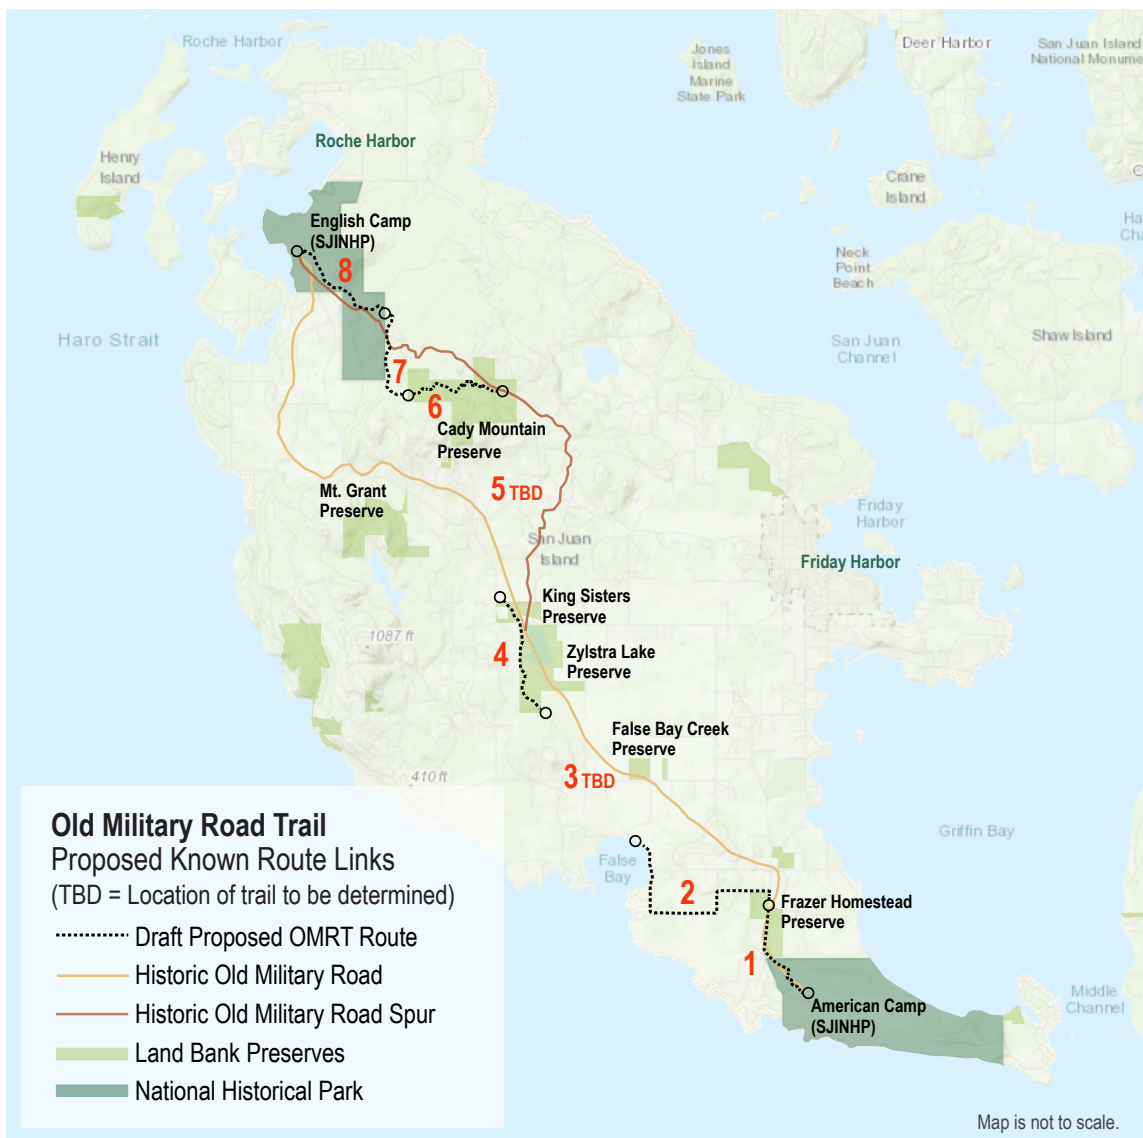 Roche Harbor
Deer Harbor
San Juan Island
National Monume
Jones
Island
Marine
State Park
Roche Harbor
Henry
Island
Crane
Island
English Camp
(SJINHP)
8
Neck
Point
Beach
Haro Strait
San Juan
Channel
Shaw Island
7
6
Cady Mountain
Preserve
5 TBD
Mt. Grant
Preserve
San Juan
Island
Friday
Harbor
Friday Harbor
King Sisters
Preserve
1087 ft
4
Zylstra Lake
Preserve
False Bay Creek
Preserve
3 TBD
410 ft
Griffin Bay
False
Bay
2
Frazer Homestead
Preserve
1
American Camp
(SJINHP)
Middle
Channel
Old Military Road Trail
Proposed Known Route Links
(TBD = Location of trail to be determined)
Draft Proposed OMRT Route
Historic Old Military Road
Historic Old Military Road Spur
Land Bank Preserves
National Historical Park
Map is not to scale.